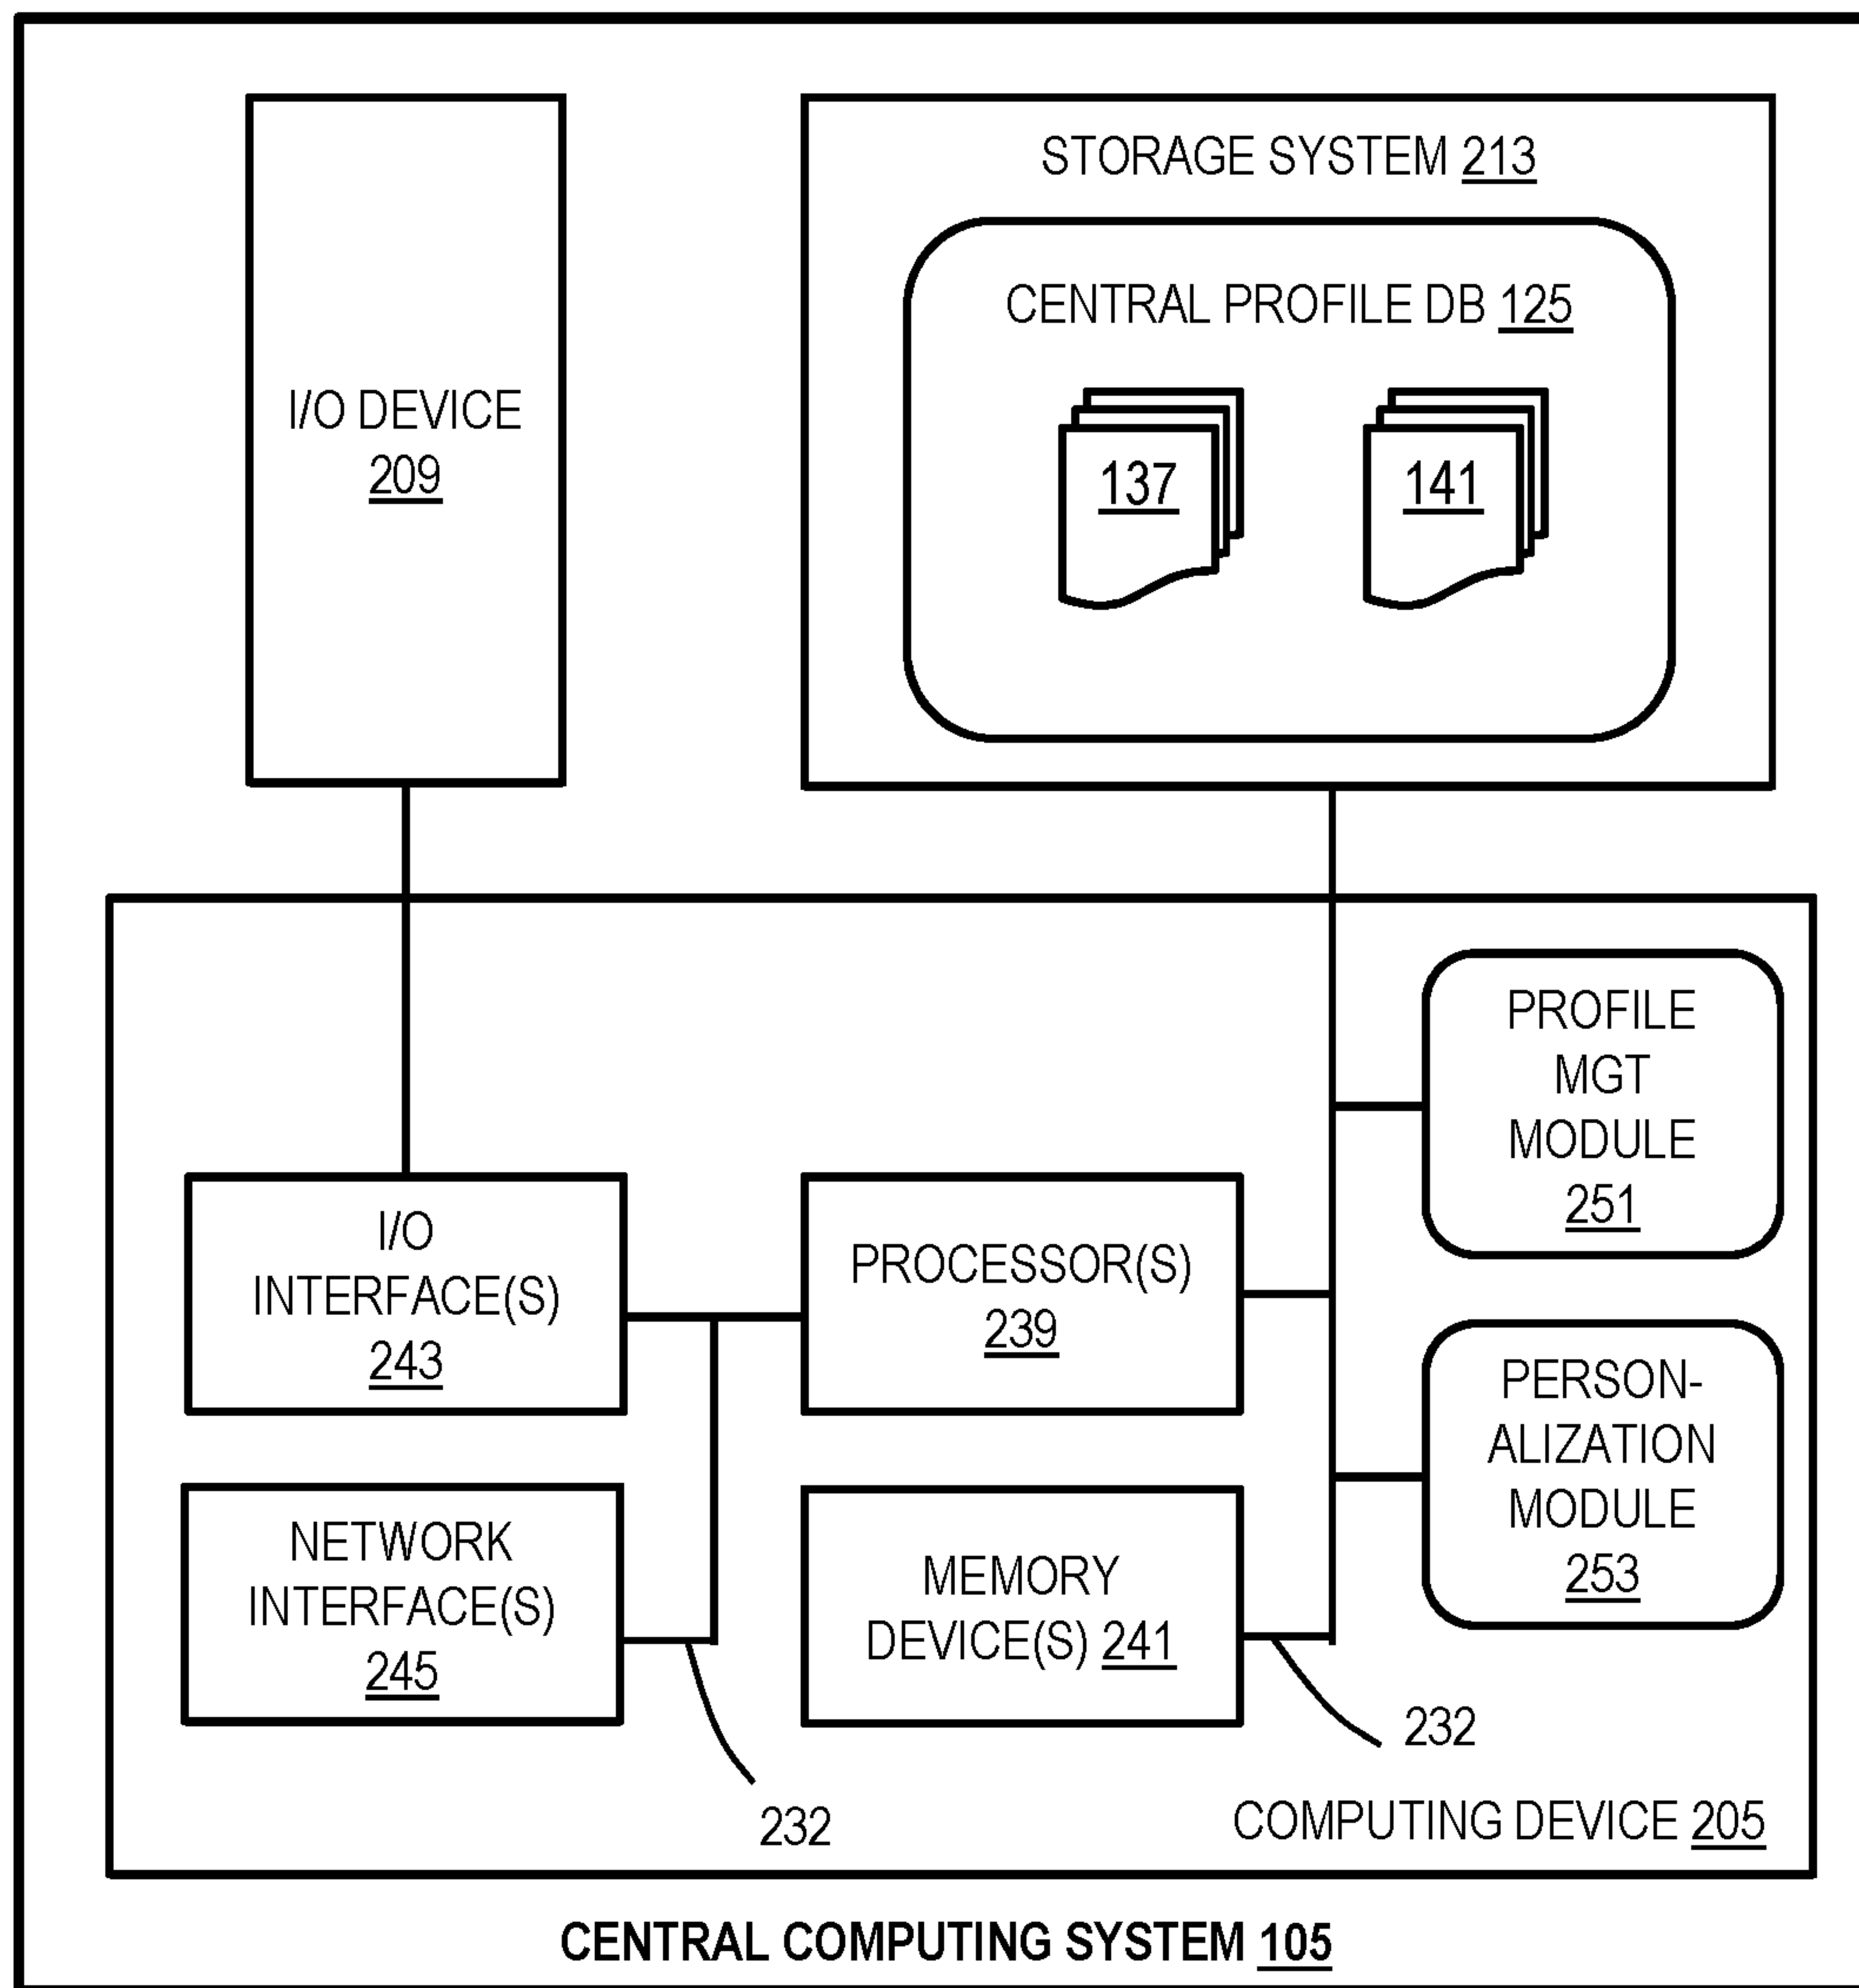 I/O DEVICE
209
STORAGE SYSTEM 213
CENTRAL PROFILE DB 125
137
141
PROFILE
MGT
MODULE
251
I/O
INTERFACE(S)
243
PROCESSOR(S)
239
PERSON-
ALIZATION
MODULE
253
NETWORK
INTERFACE(S)
245
MEMORY
DEVICE(S) 241
232
232
COMPUTING DEVICE 205
CENTRAL COMPUTING SYSTEM 105